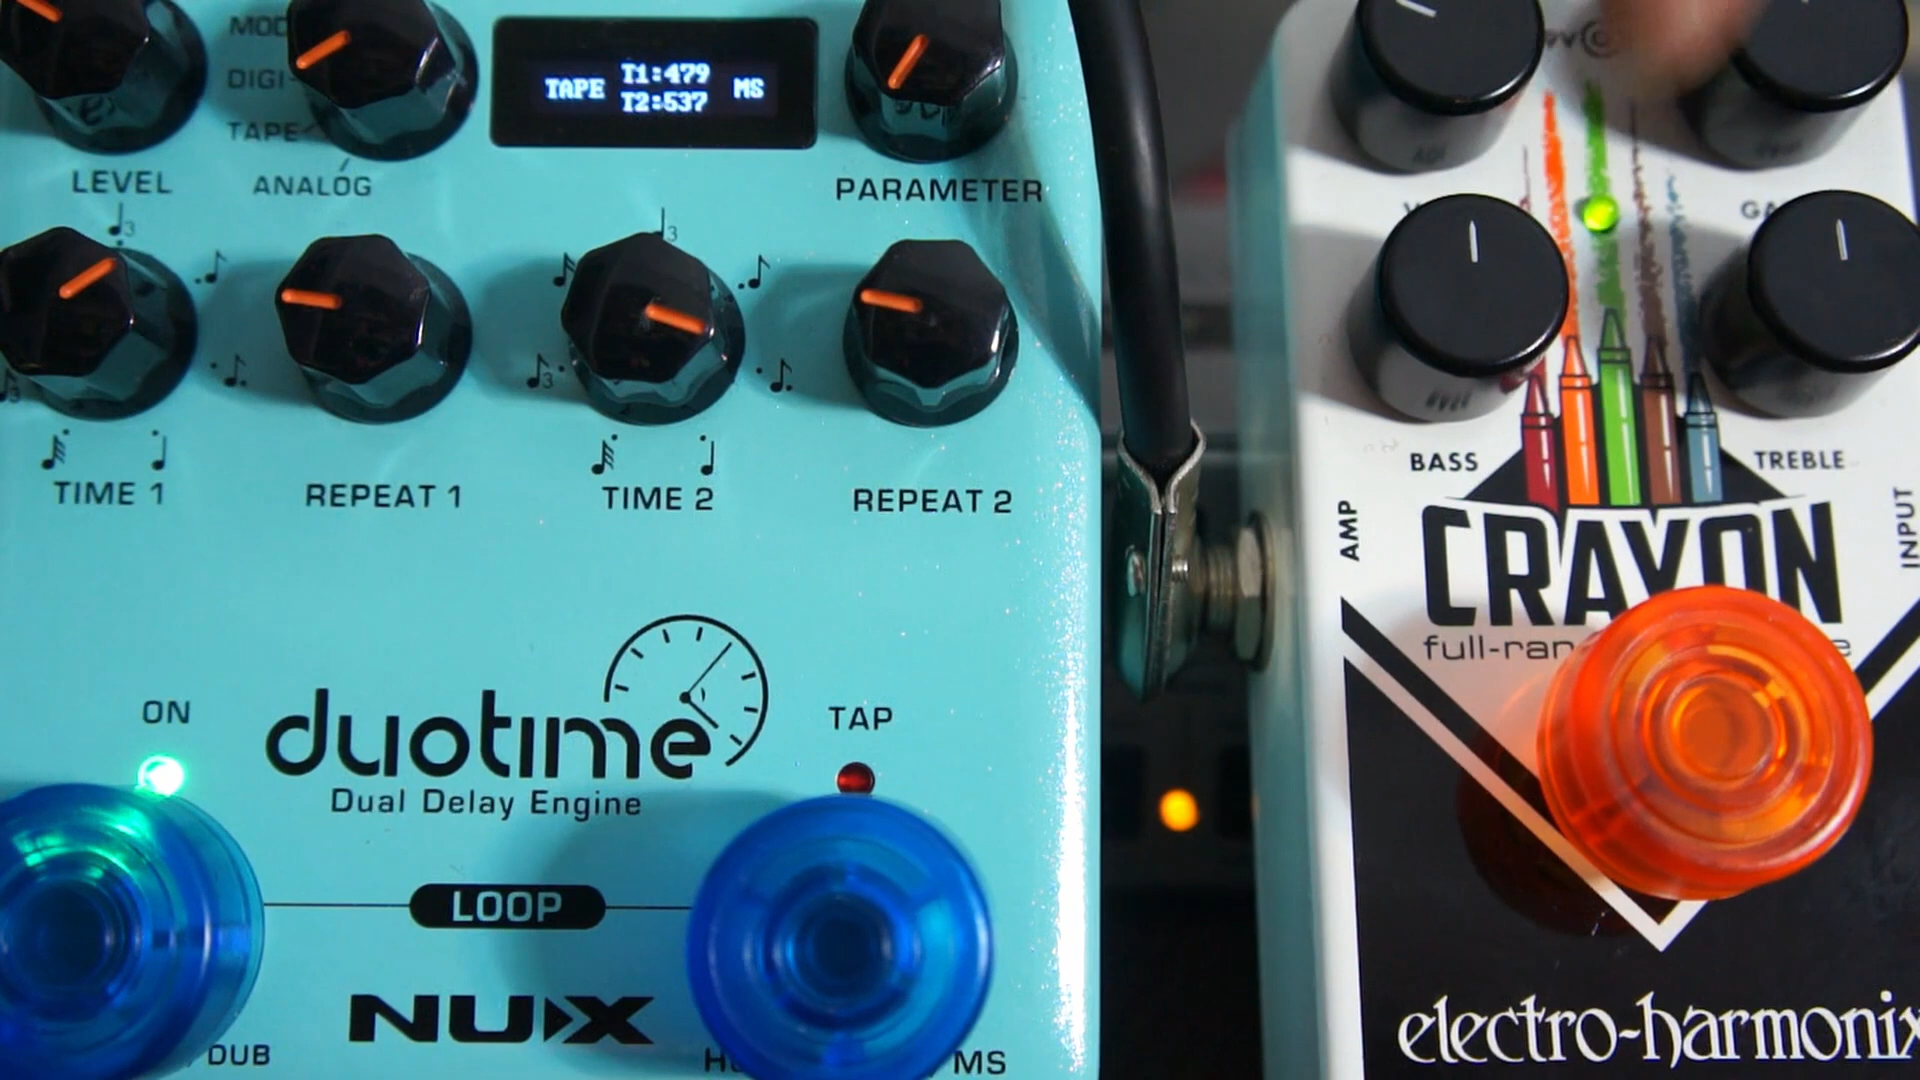 MOD
DIGI
TAPE
LEVEL
ANALOG
TAPE T1:479 MS
T2:537
PARAMETER
TIME 1
REPEAT 1
TIME 2
REPEAT 2
ON
duotime
Dual Delay Engine
TAP
LOOP
NUX
DUB
MS
9V
BASS
TREBLE
AMP
INPUT
CRAYON
electro-harmonix